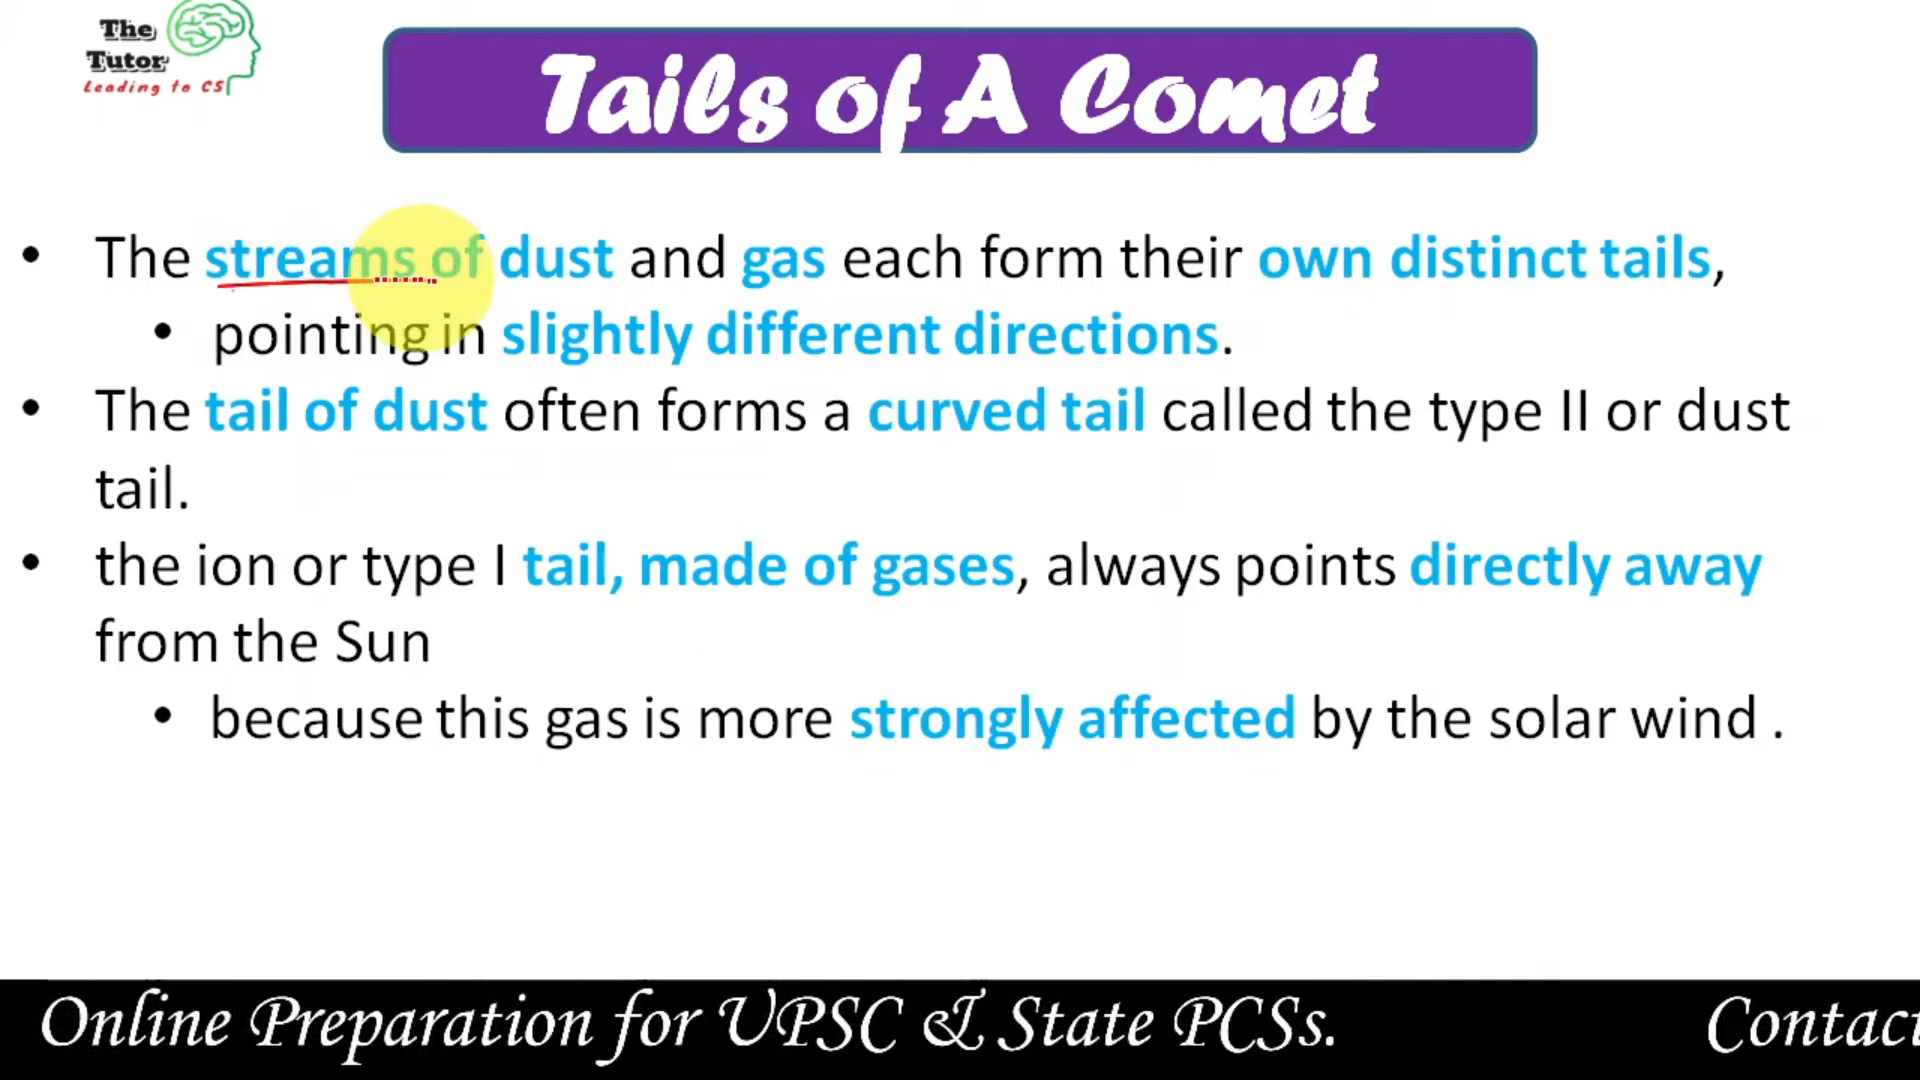 The
Tutor
Leading to CS
Tails of A Comet
• The streams of dust and gas each form their own distinct tails,
• pointing in slightly different directions.
• The tail of dust often forms a curved tail called the type II or dust
tail.
• the ion or type I tail, made of gases, always points directly away
from the Sun
• because this gas is more strongly affected by the solar wind .
Online Preparation for UPSC & State PCSs. Contact